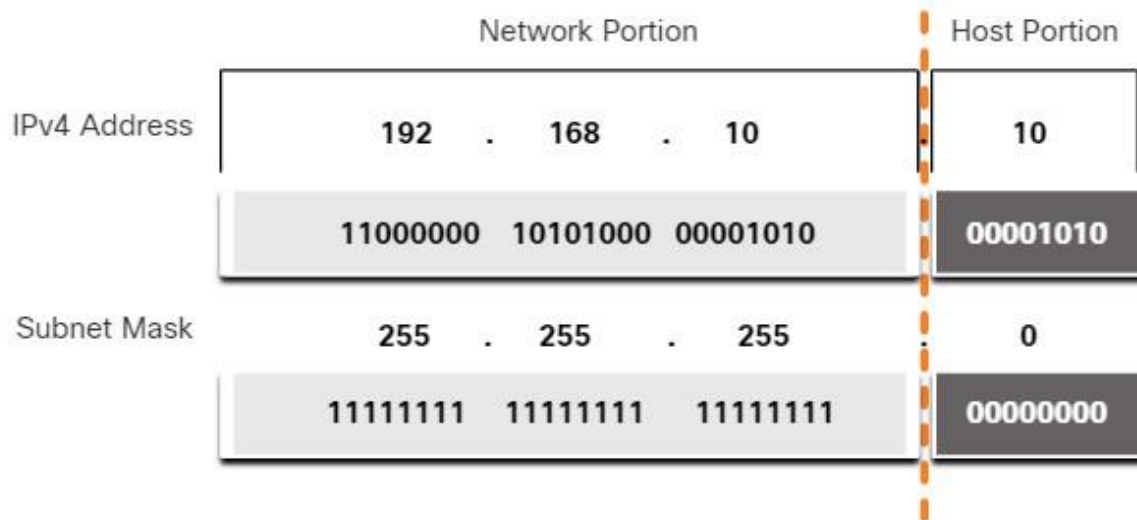 Network Portion Host Portion
IPv4 Address 192 . 168 . 10 . 10
11000000 10101000 00001010 00001010
Subnet Mask 255 . 255 . 255 . 0
11111111 11111111 11111111 00000000